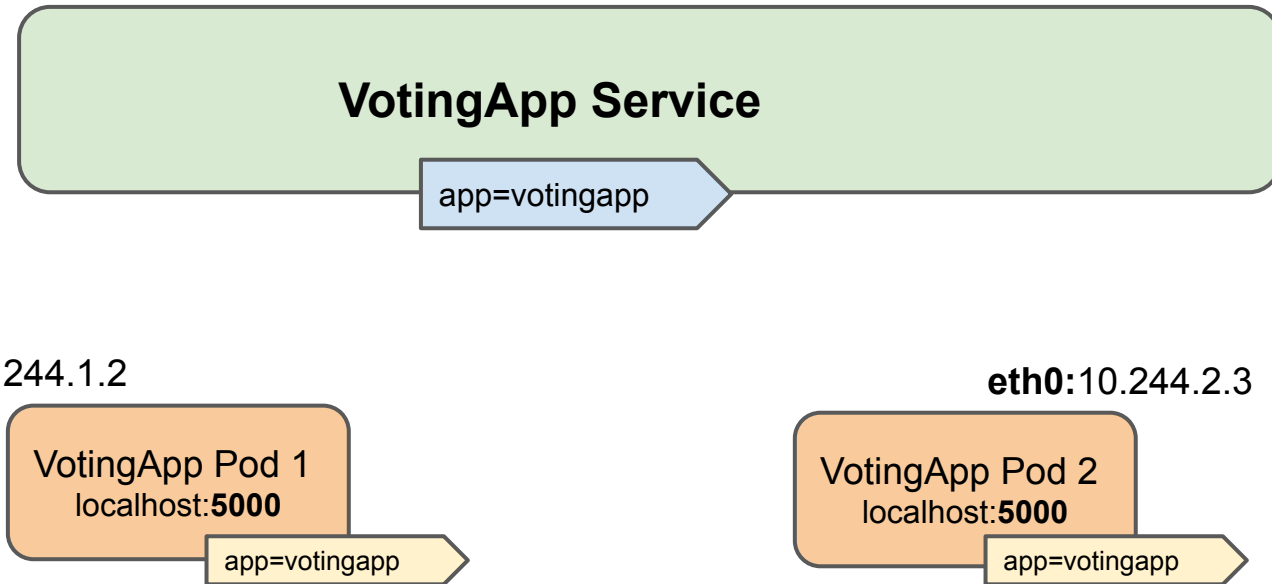 VotingApp Service
app=votingapp
244.1.2
eth0:10.244.2.3
VotingApp Pod 1
localhost:5000
app=votingapp
VotingApp Pod 2
localhost:5000
app=votingapp